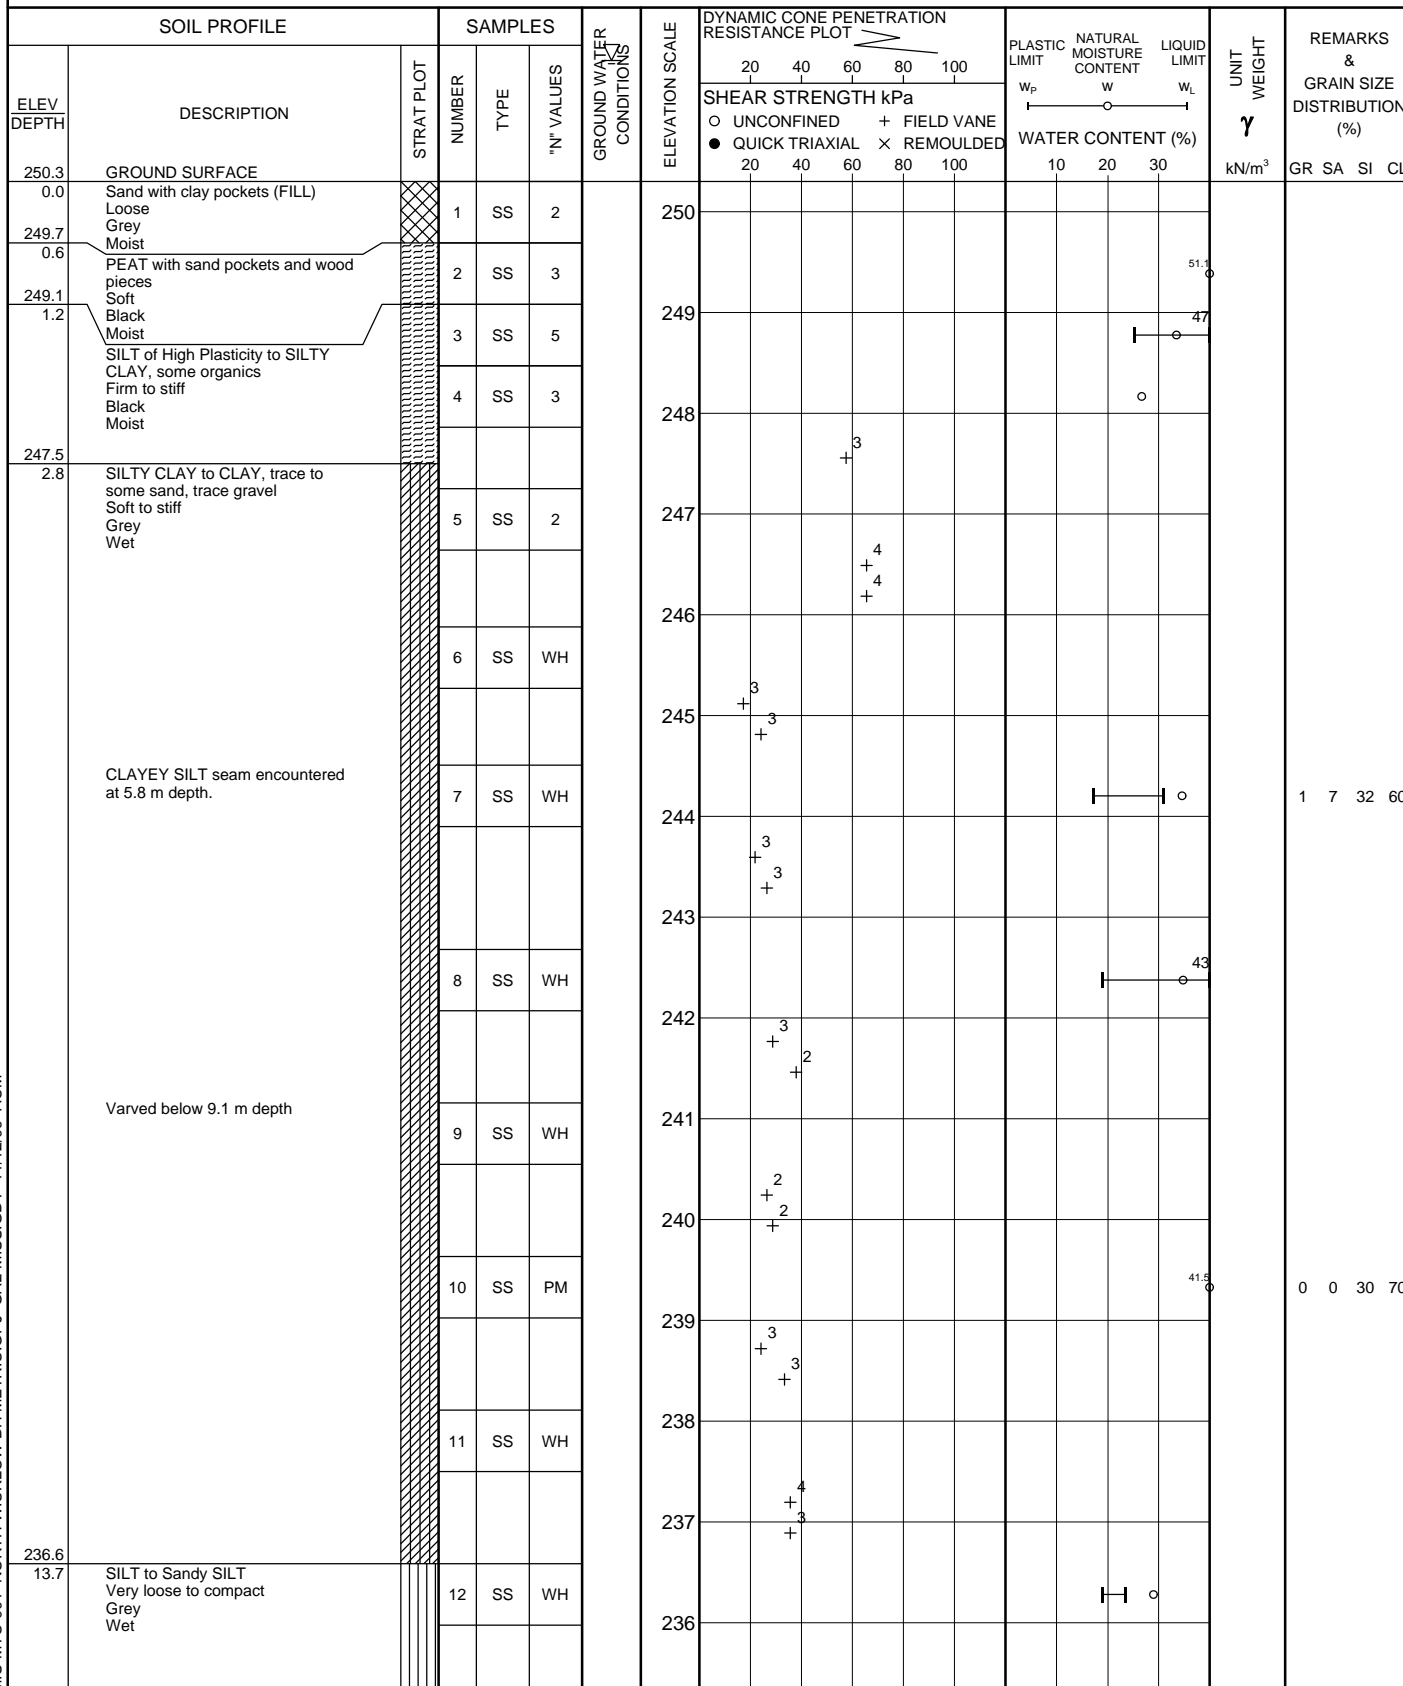 SOIL PROFILE
SAMPLES
GROUND WATER
CONDITIONS
ELEVATION SCALE
DYNAMIC CONE PENETRATION
RESISTANCE PLOT
20 40 60 80 100
SHEAR STRENGTH kPa
○ UNCONFINED + FIELD VANE
● QUICK TRIAXIAL × REMOULDED
20 40 60 80 100
PLASTIC LIMIT
NATURAL MOISTURE CONTENT
LIQUID LIMIT
WP W WL
WATER CONTENT (%)
10 20 30
UNIT WEIGHT
γ
kN/m³
REMARKS
&
GRAIN SIZE
DISTRIBUTION
(%)
GR SA SI CL
ELEV
DEPTH
DESCRIPTION
STRAT PLOT
NUMBER
TYPE
"N" VALUES
250.3 GROUND SURFACE
0.0 Sand with clay pockets (FILL)
Loose
Grey
Moist
249.7
0.6
PEAT with sand pockets and wood
pieces
Soft
Black
Moist
249.1
1.2
SILT of High Plasticity to SILTY
CLAY, some organics
Firm to stiff
Black
Moist
247.5
2.8 SILTY CLAY to CLAY, trace to
some sand, trace gravel
Soft to stiff
Grey
Wet
CLAYEY SILT seam encountered
at 5.8 m depth.
Varved below 9.1 m depth
236.6
13.7 SILT to Sandy SILT
Very loose to compact
Grey
Wet
1 SS 2
2 SS 3
3 SS 5
4 SS 3
5 SS 2
6 SS WH
7 SS WH
8 SS WH
9 SS WH
10 SS PM
11 SS WH
12 SS WH
250
249
248
247
246
245
244
243
242
241
240
239
238
237
236
3
4
4
3
3
3
3
3
2
2
2
3
3
4
3
51.1
47
43
41.5
1 7 32 60
0 0 30 70